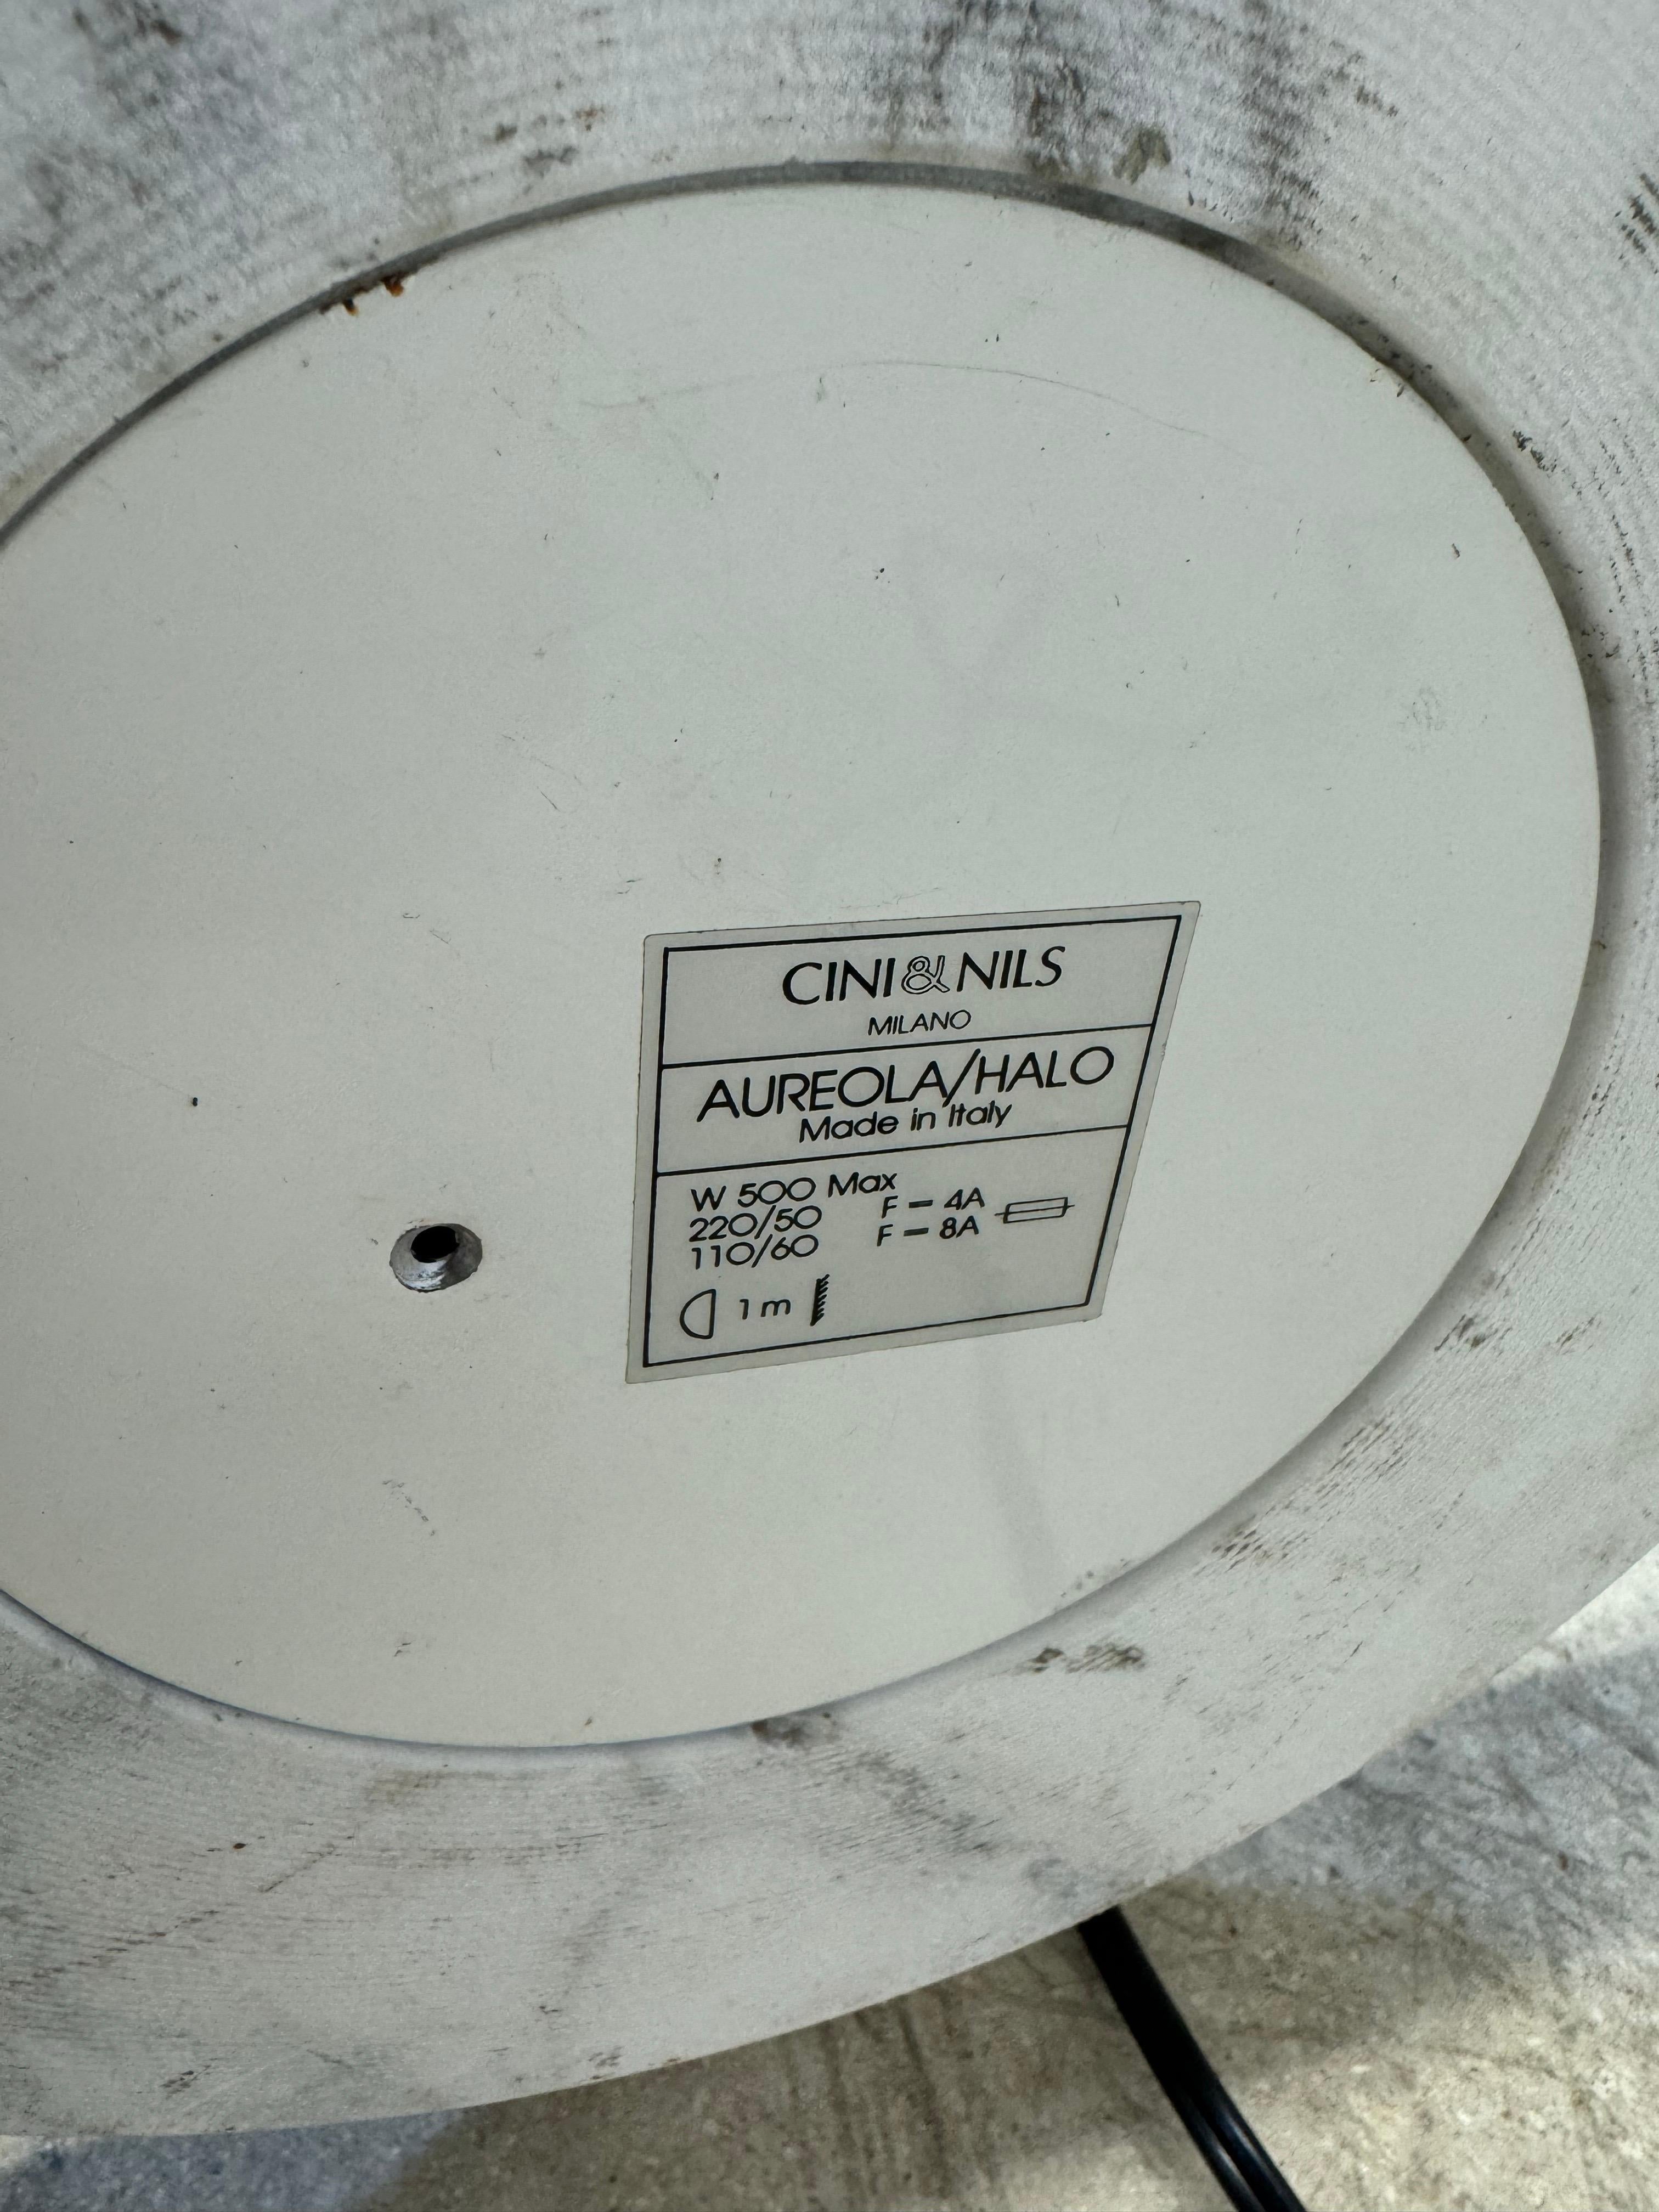 CINI & NILS
MILANO
AUREOLA/HALO
Made in Italy
W 500 Max
220/50 F = 4A
110/60 F = 8A
1 m